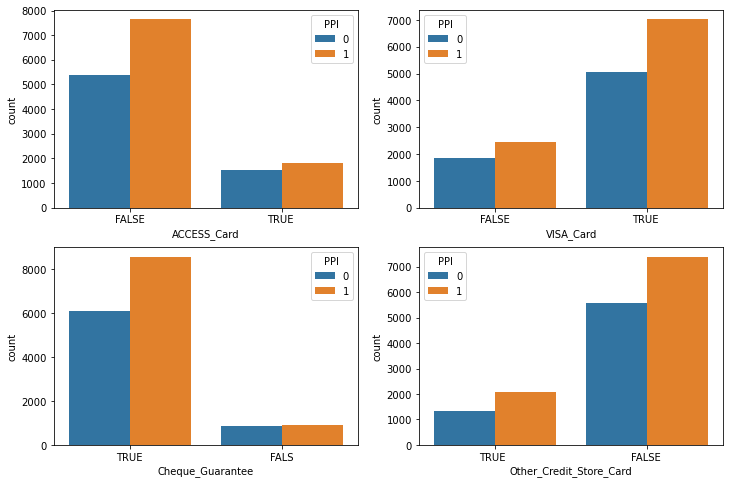 8000
7000
6000
5000
4000
3000
2000
1000
0
count
PPI
0
1
FALSE
TRUE
ACCESS_Card
7000
6000
5000
4000
3000
2000
1000
0
count
PPI
0
1
FALSE
TRUE
VISA_Card
8000
6000
4000
2000
0
count
PPI
0
1
TRUE
FALS
Cheque_Guarantee
7000
6000
5000
4000
3000
2000
1000
0
count
PPI
0
1
TRUE
FALSE
Other_Credit_Store_Card